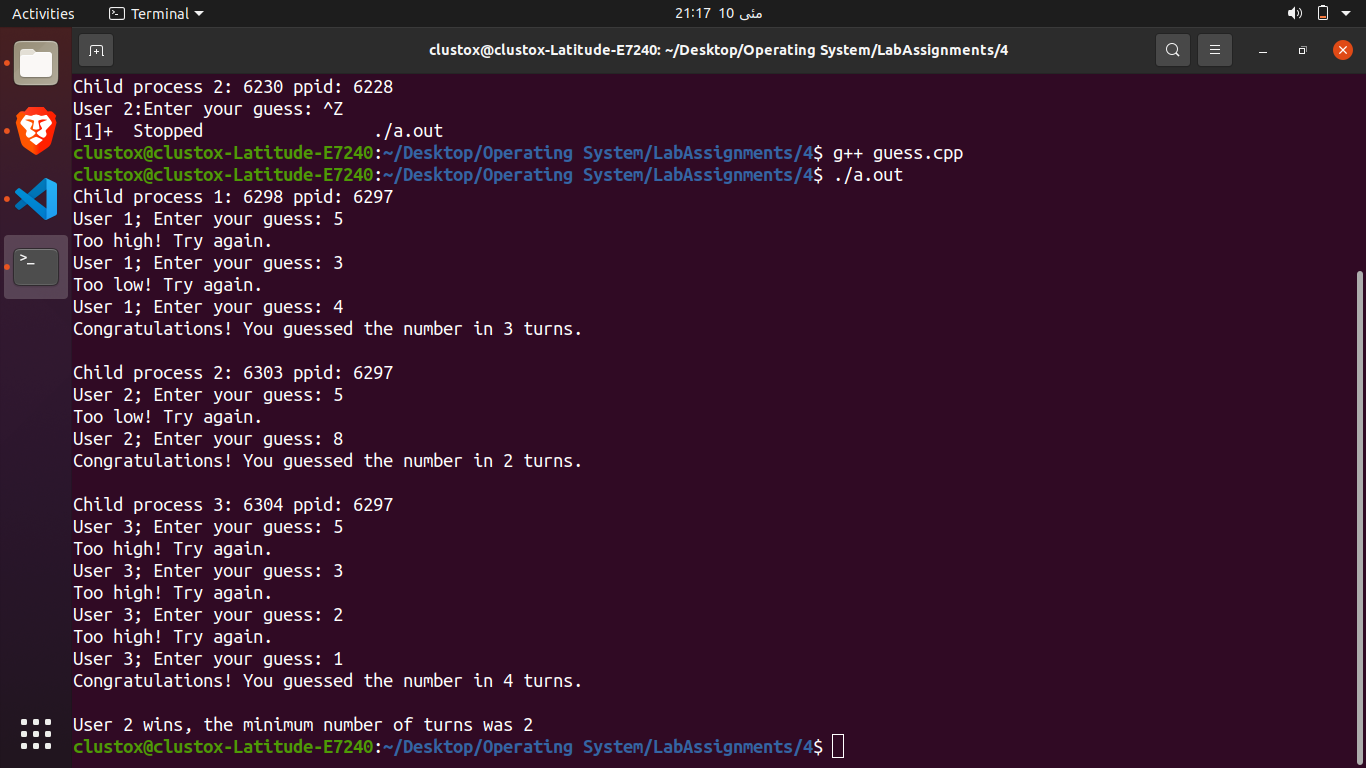 Activities Terminal 21:17 10 مئی
clustox@clustox-Latitude-E7240: ~/Desktop/Operating System/LabAssignments/4
Child process 2: 6230 ppid: 6228
User 2:Enter your guess: ^Z
[1]+  Stopped                 ./a.out
clustox@clustox-Latitude-E7240:~/Desktop/Operating System/LabAssignments/4$ g++ guess.cpp
clustox@clustox-Latitude-E7240:~/Desktop/Operating System/LabAssignments/4$ ./a.out
Child process 1: 6298 ppid: 6297
User 1; Enter your guess: 5
Too high! Try again.
User 1; Enter your guess: 3
Too low! Try again.
User 1; Enter your guess: 4
Congratulations! You guessed the number in 3 turns.
Child process 2: 6303 ppid: 6297
User 2; Enter your guess: 5
Too low! Try again.
User 2; Enter your guess: 8
Congratulations! You guessed the number in 2 turns.
Child process 3: 6304 ppid: 6297
User 3; Enter your guess: 5
Too high! Try again.
User 3; Enter your guess: 3
Too high! Try again.
User 3; Enter your guess: 2
Too high! Try again.
User 3; Enter your guess: 1
Congratulations! You guessed the number in 4 turns.
User 2 wins, the minimum number of turns was 2
clustox@clustox-Latitude-E7240:~/Desktop/Operating System/LabAssignments/4$